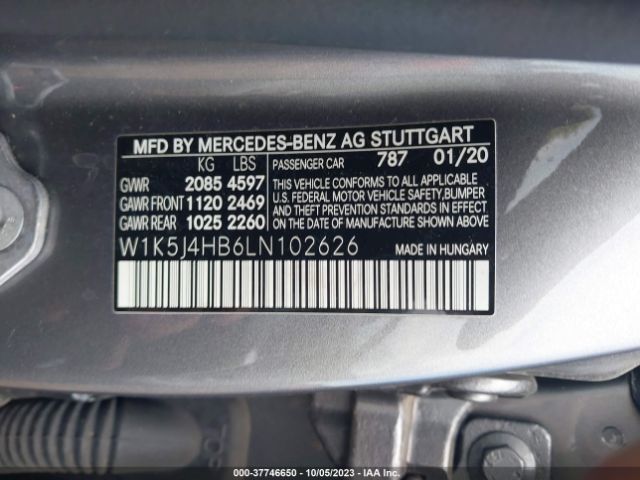 MFD BY MERCEDES-BENZ AG STUTTGART
KG LBS PASSENGER CAR 787 01/20
GVWR 2085 4597
GAWR FRONT 1120 2469
GAWR REAR 1025 2260
THIS VEHICLE CONFORMS TO ALL APPLICABLE
U.S. FEDERAL MOTOR VEHICLE SAFETY, BUMPER
AND THEFT PREVENTION STANDARDS IN EFFECT
ON THE DATE OF MANUFACTURE SHOWN ABOVE.
W1K5J4HB6LN102626
MADE IN HUNGARY
000-37746650 | 10/05/2023 | IAA Inc.